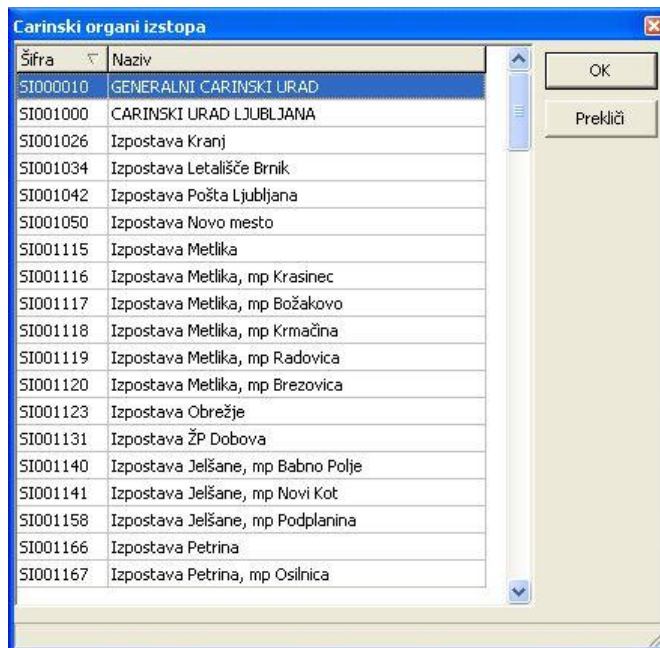 Carinski organi izstopa
Šifra Naziv
SI000010 GENERALNI CARINSKI URAD
SI001000 CARINSKI URAD LJUBLJANA
SI001026 Izpostava Kranj
SI001034 Izpostava Letališče Brnik
SI001042 Izpostava Pošta Ljubljana
SI001050 Izpostava Novo mesto
SI001115 Izpostava Metlika
SI001116 Izpostava Metlika, mp Krasinec
SI001117 Izpostava Metlika, mp Božakovo
SI001118 Izpostava Metlika, mp Krmačina
SI001119 Izpostava Metlika, mp Radovica
SI001120 Izpostava Metlika, mp Brezovica
SI001123 Izpostava Obrežje
SI001131 Izpostava ŽP Dobova
SI001140 Izpostava Jelšane, mp Babno Polje
SI001141 Izpostava Jelšane, mp Novi Kot
SI001158 Izpostava Jelšane, mp Podplanina
SI001166 Izpostava Petrina
SI001167 Izpostava Petrina, mp Osilnica
OK
Prekliči